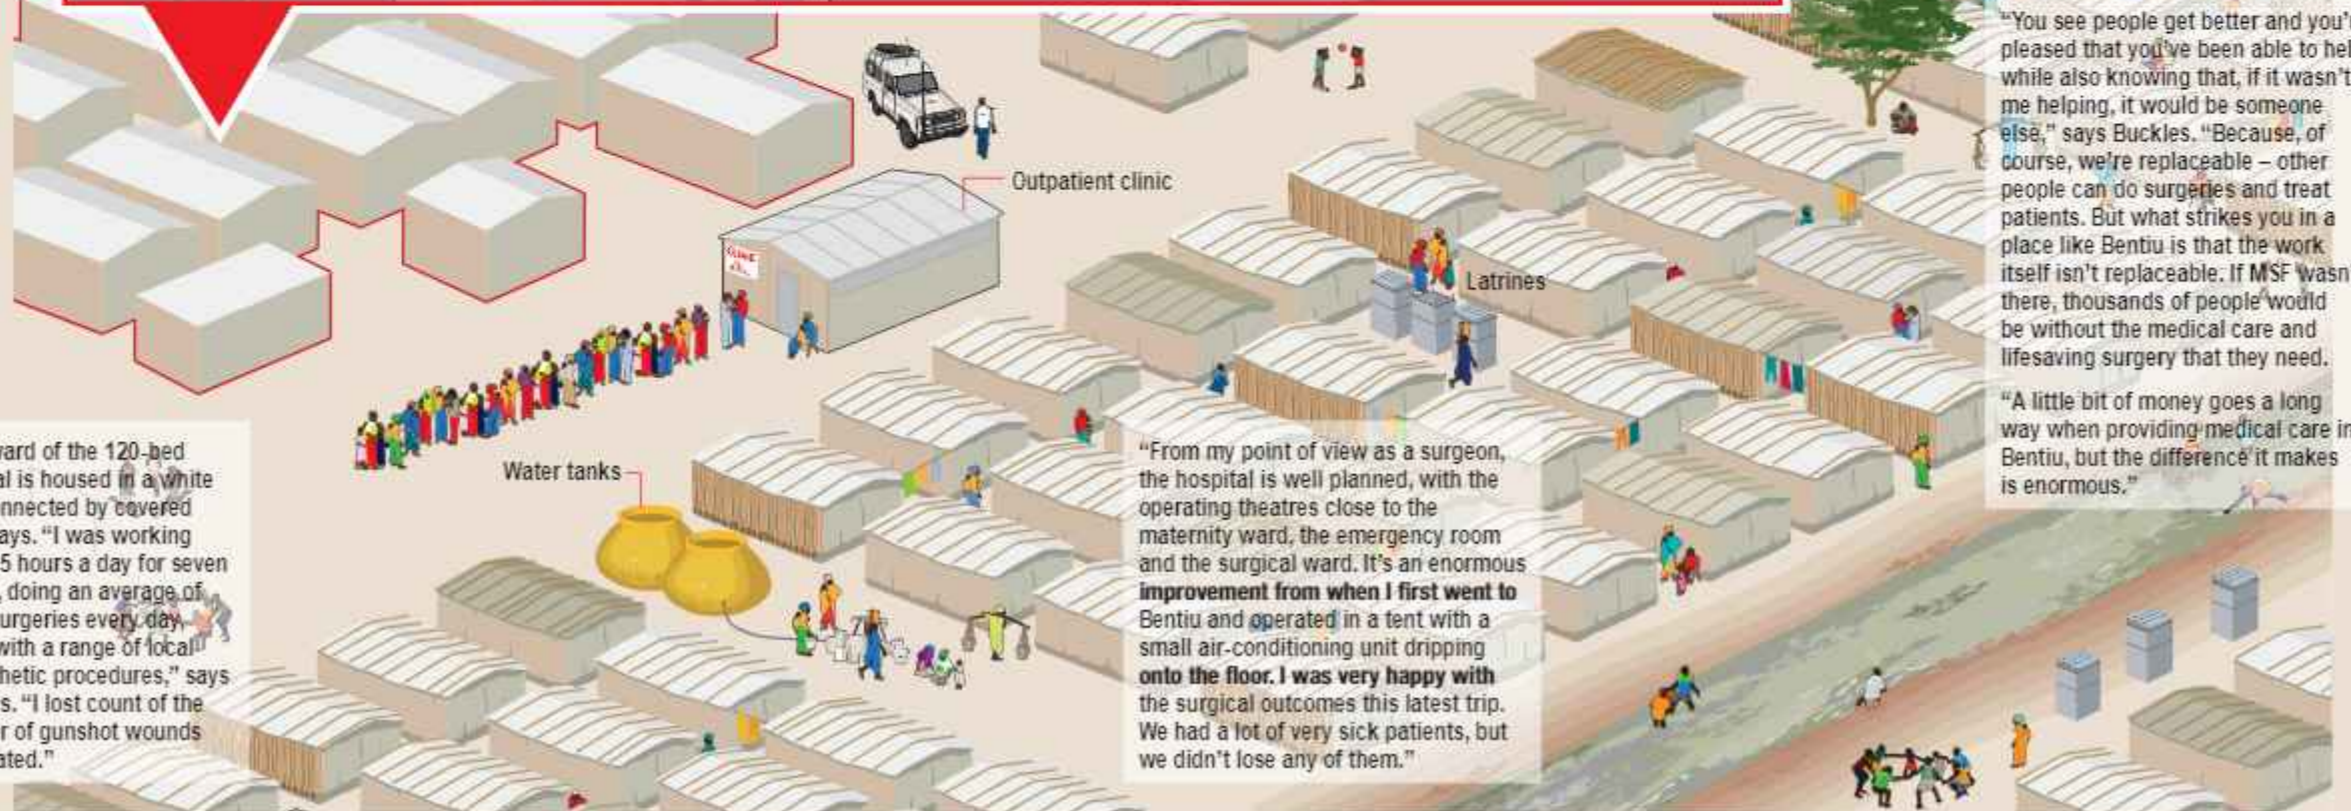 Outpatient clinic
CLINIC
Latrines
Water tanks
ward of the 120-bed
al is housed in a white
nnected by covered
ays. “I was working
5 hours a day for seven
, doing an average of
urgeries every day,
with a range of local
hetic procedures,” says
s. “I lost count of the
r of gunshot wounds
ated.”
“From my point of view as a surgeon,
the hospital is well planned, with the
operating theatres close to the
maternity ward, the emergency room
and the surgical ward. It’s an enormous
improvement from when I first went to
Bentiu and operated in a tent with a
small air-conditioning unit dripping
onto the floor. I was very happy with
the surgical outcomes this latest trip.
We had a lot of very sick patients, but
we didn’t lose any of them.”
“You see people get better and you’r
pleased that you’ve been able to hel
while also knowing that, if it wasn’t
me helping, it would be someone
else,” says Buckles. “Because, of
course, we’re replaceable – other
people can do surgeries and treat
patients. But what strikes you in a
place like Bentiu is that the work
itself isn’t replaceable. If MSF wasn
there, thousands of people would
be without the medical care and
lifesaving surgery that they need.
“A little bit of money goes a long
way when providing medical care in
Bentiu, but the difference it makes
is enormous.”